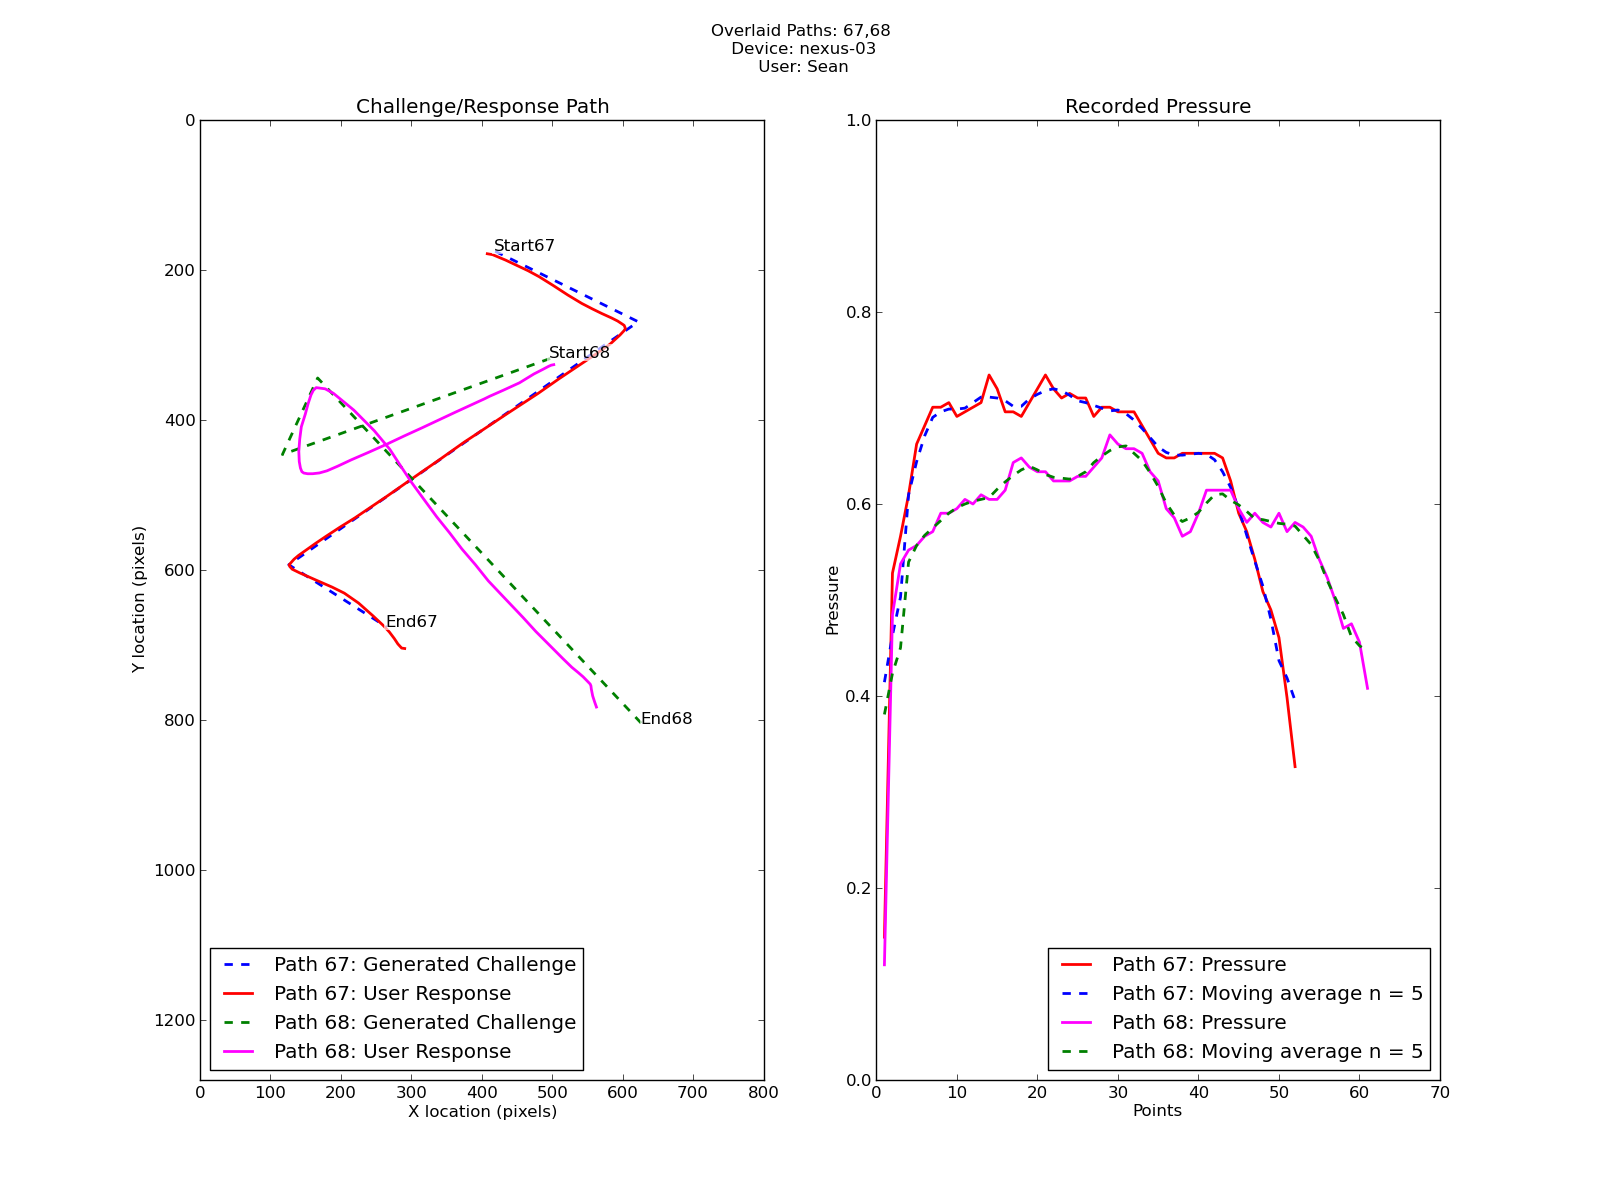 Overlaid Paths: 67,68
Device: nexus-03
User: Sean
Challenge/Response Path
0
200
400
600
800
1000
1200
Y location (pixels)
Start67
Start68
End67
End68
Path 67: Generated Challenge
Path 67: User Response
Path 68: Generated Challenge
Path 68: User Response
0 100 200 300 400 500 600 700 800
X location (pixels)
Recorded Pressure
1.0
0.8
0.6
0.4
0.2
0.0
Pressure
Path 67: Pressure
Path 67: Moving average n = 5
Path 68: Pressure
Path 68: Moving average n = 5
0 10 20 30 40 50 60 70
Points